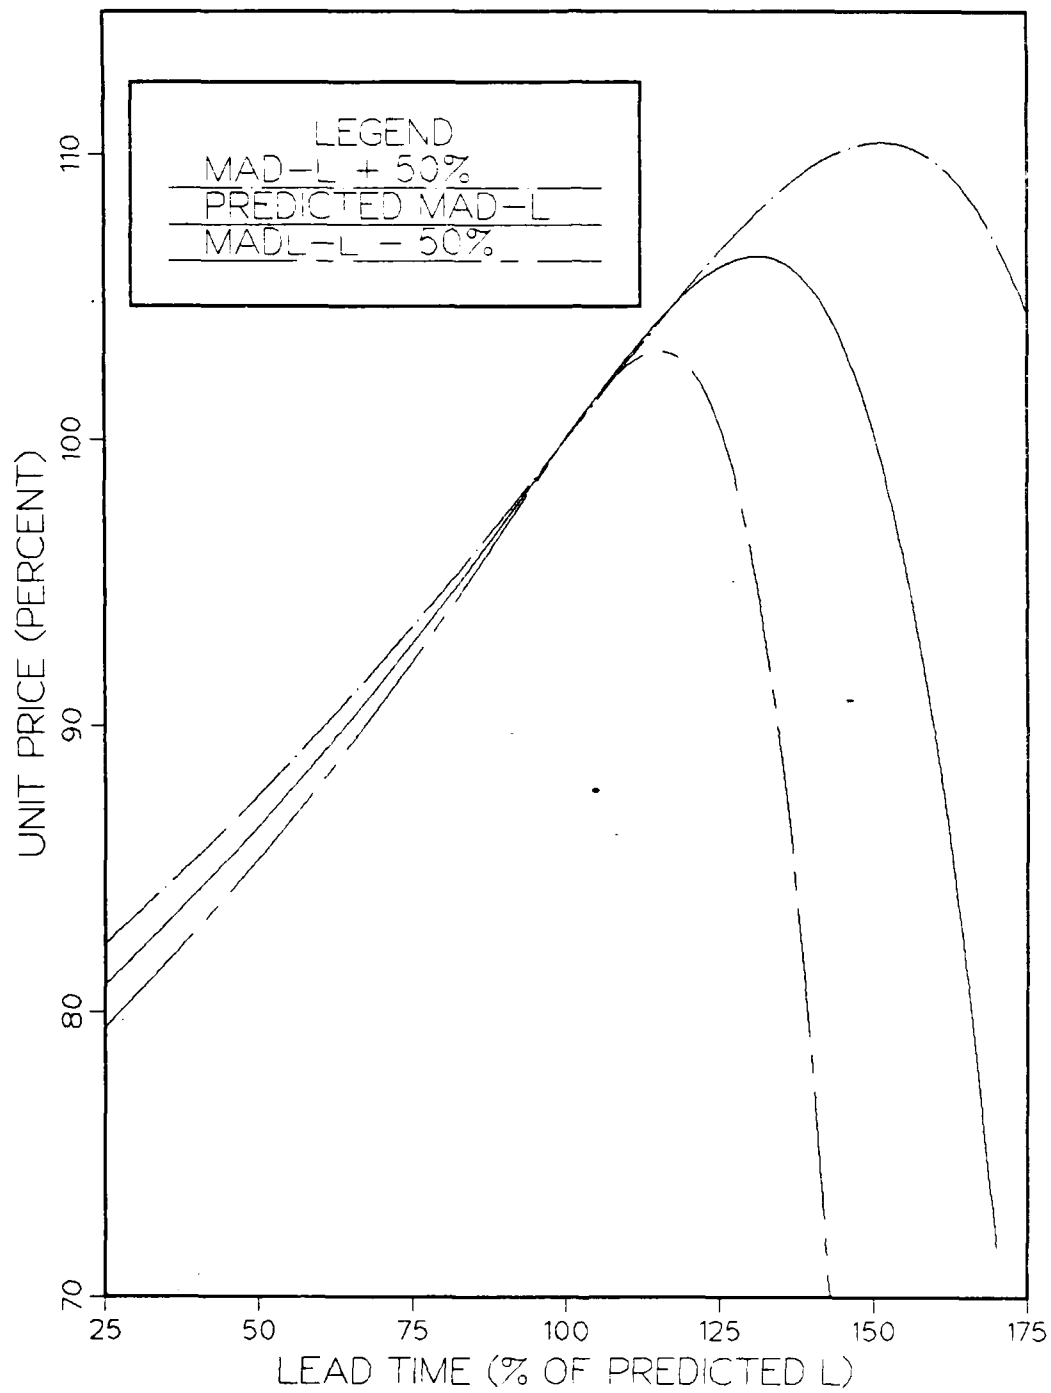 LEGEND
MAD-L + 50%
PREDICTED MAD-L
MADL-L - 50%
UNIT PRICE (PERCENT)
110
100
90
80
70
25 50 75 100 125 150 175
LEAD TIME (% OF PREDICTED L)